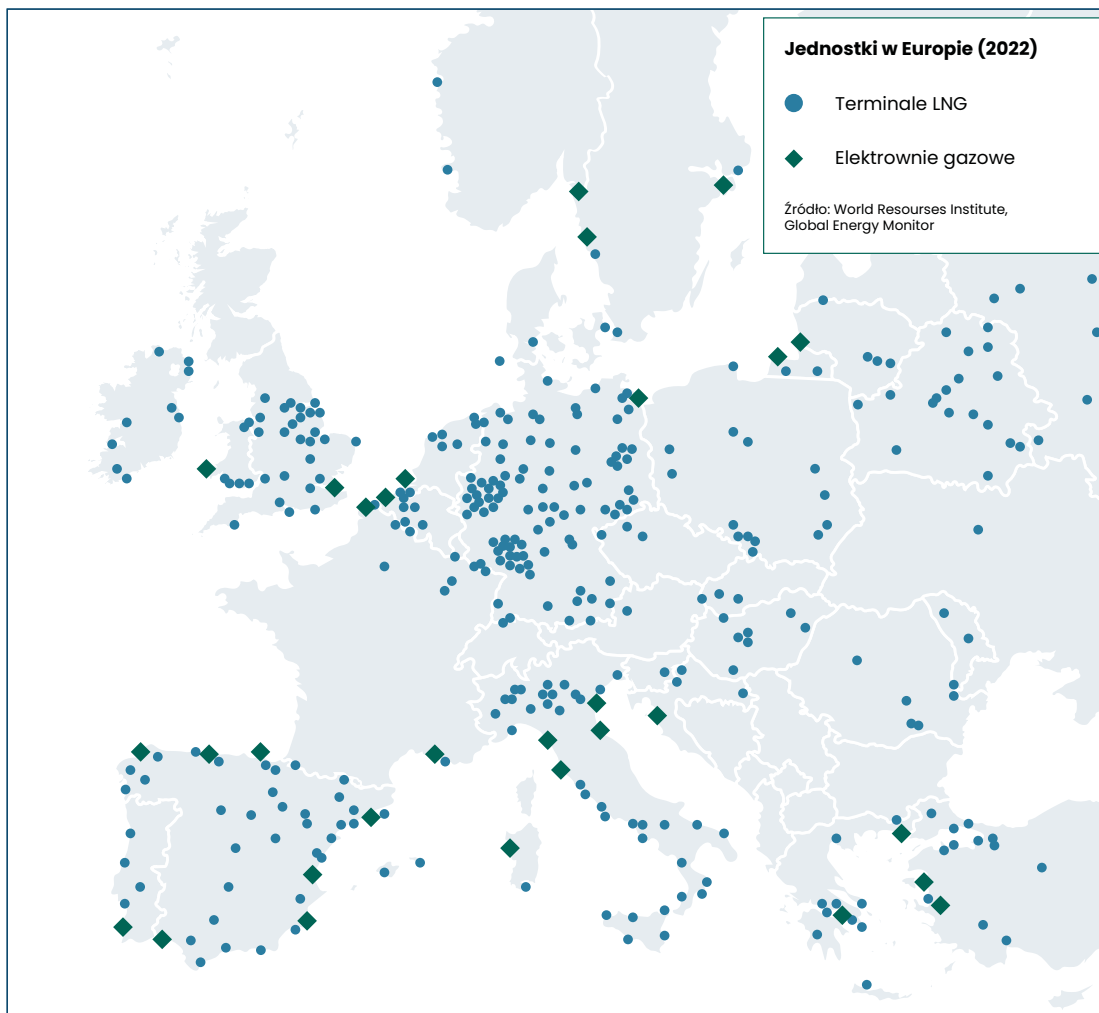 Jednostki w Europie (2022)
Terminale LNG
Elektrownie gazowe
Źródło: World Resourses Institute,
Global Energy Monitor